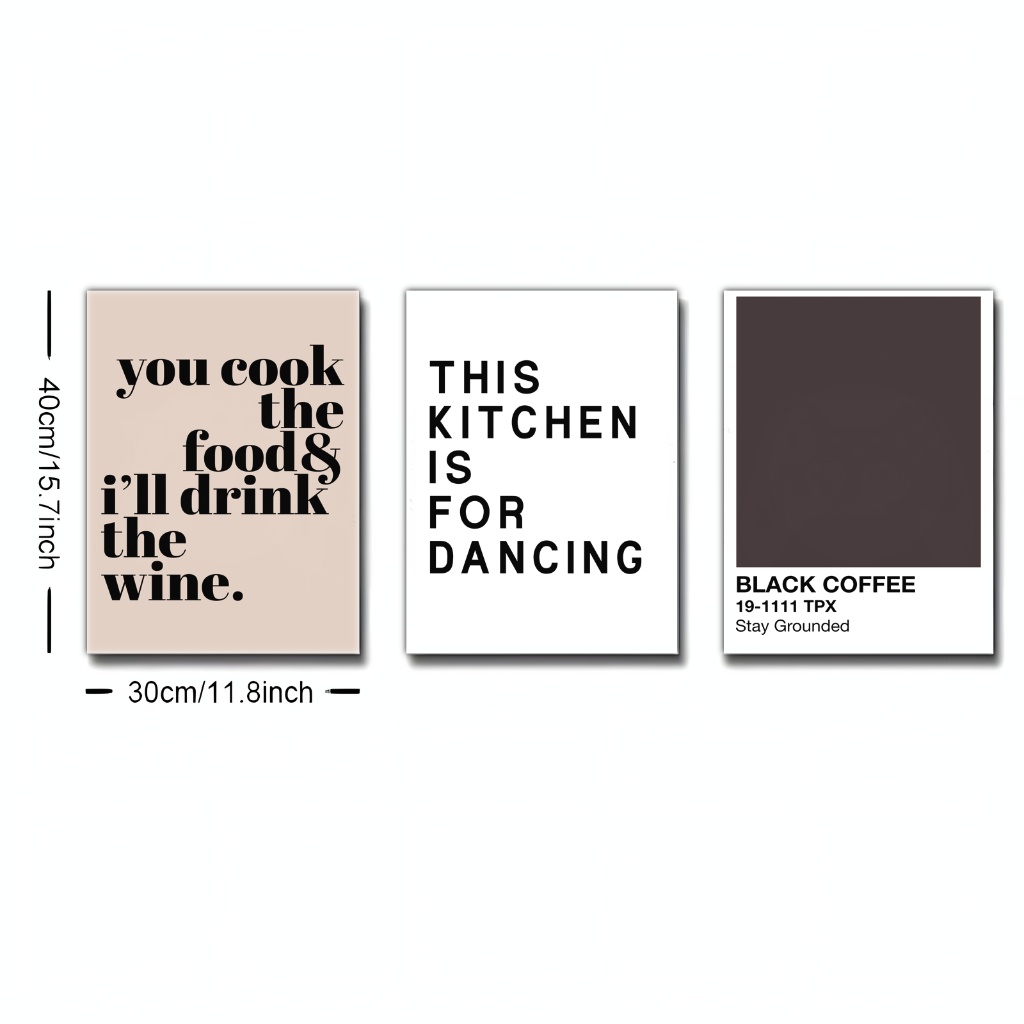 40cm/15.7inch
you cook
the
food&
i'll drink
the
wine.
30cm/11.8inch
THIS
KITCHEN
IS
FOR
DANCING
BLACK COFFEE
19-1111 TPX
Stay Grounded